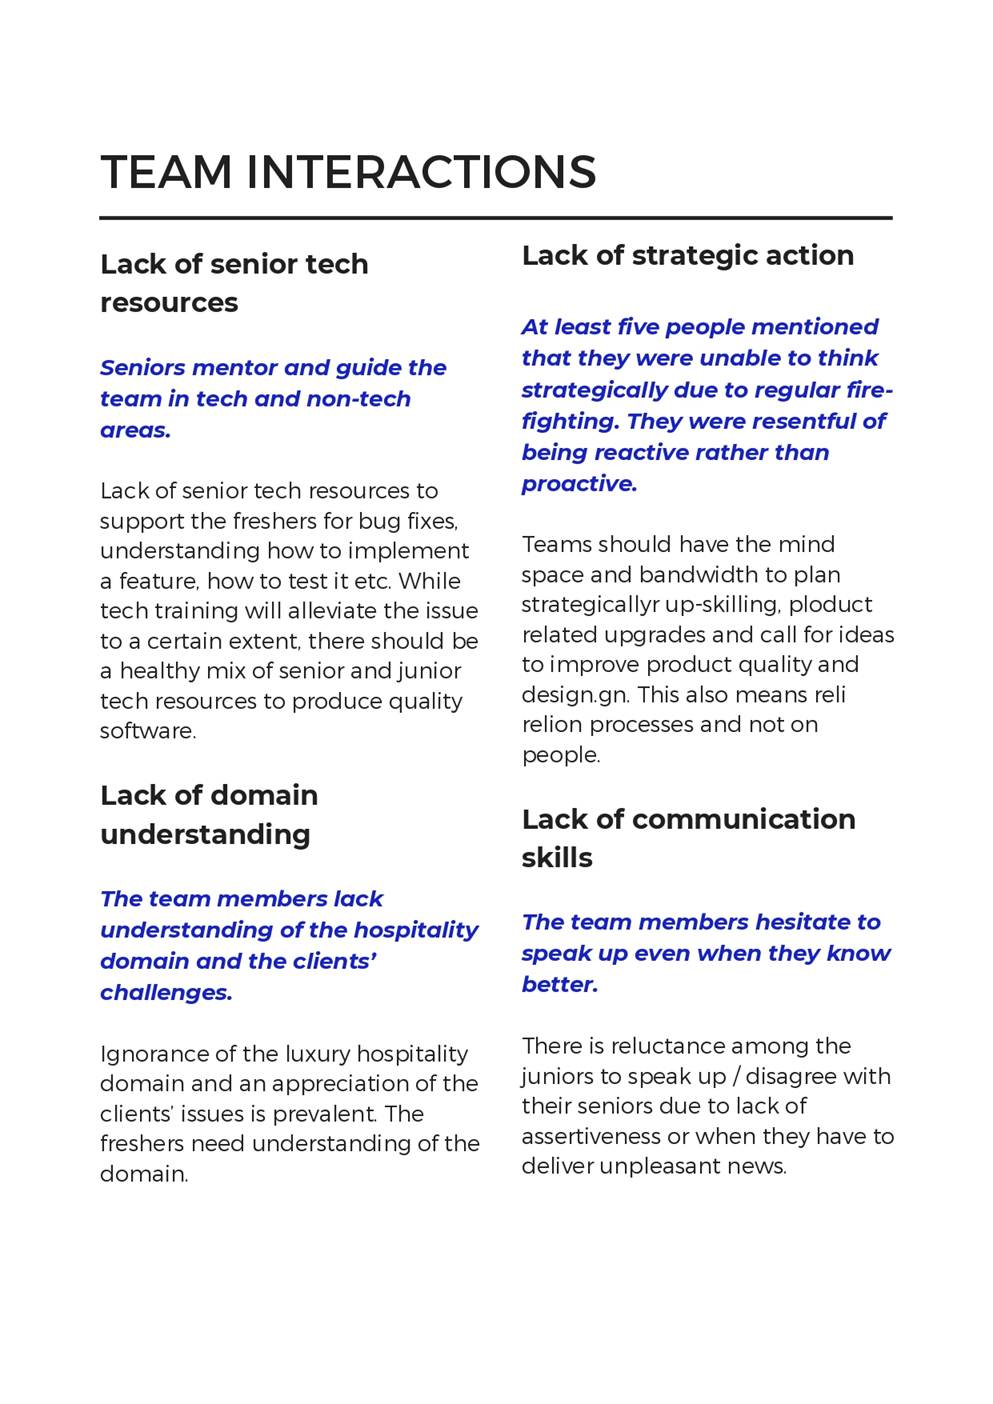 TEAM INTERACTIONS
Lack of senior tech
resources
Seniors mentor and guide the
team in tech and non-tech
areas.
Lack of senior tech resources to
support the freshers for bug fixes,
understanding how to implement
a feature, how to test it etc. While
tech training will alleviate the issue
to a certain extent, there should be
a healthy mix of senior and junior
tech resources to produce quality
software.
Lack of domain
understanding
The team members lack
understanding of the hospitality
domain and the clients’
challenges.
Ignorance of the luxury hospitality
domain and an appreciation of the
clients’ issues is prevalent. The
freshers need understanding of the
domain.
Lack of strategic action
At least five people mentioned
that they were unable to think
strategically due to regular fire-
fighting. They were resentful of
being reactive rather than
proactive.
Teams should have the mind
space and bandwidth to plan
strategicallyr up-skilling, ploduct
related upgrades and call for ideas
to improve product quality and
design.gn. This also means reli
relion processes and not on
people.
Lack of communication
skills
The team members hesitate to
speak up even when they know
better.
There is reluctance among the
juniors to speak up / disagree with
their seniors due to lack of
assertiveness or when they have to
deliver unpleasant news.